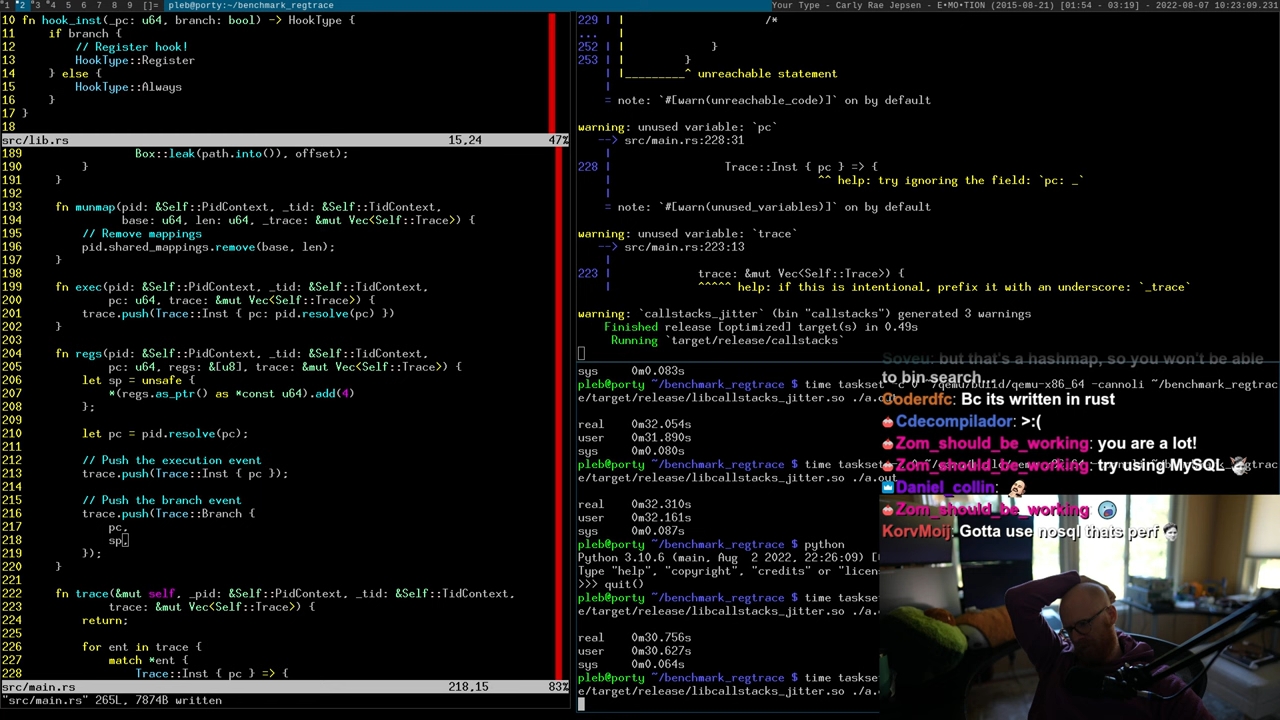 1 2 3 4 5 6 7 8 9 []= pleb@porty:~/benchmark_regtrace
Your Type - Carly Rae Jepsen - E•MO•TION (2015-08-21) [01:54 - 03:19] - 2022-08-07 10:23:09.231
10 fn hook_inst(_pc: u64, branch: bool) -> HookType {
11     if branch {
12         // Register hook!
13         HookType::Register
14     } else {
15         HookType::Always
16     }
17 }
18
src/lib.rs 15,24 47%
189                 Box::leak(path.into()), offset);
190         }
191     }
192
193     fn munmap(pid: &Self::PidContext, _tid: &Self::TidContext,
194               base: u64, len: u64, _trace: &mut Vec<Self::Trace>) {
195         // Remove mappings
196         pid.shared_mappings.remove(base, len);
197     }
198
199     fn exec(pid: &Self::PidContext, _tid: &Self::TidContext,
200             pc: u64, trace: &mut Vec<Self::Trace>) {
201         trace.push(Trace::Inst { pc: pid.resolve(pc) })
202     }
203
204     fn regs(pid: &Self::PidContext, _tid: &Self::TidContext,
205             pc: u64, regs: &[u8], trace: &mut Vec<Self::Trace>) {
206         let sp = unsafe {
207             *(regs.as_ptr() as *const u64).add(4)
208         };
209
210         let pc = pid.resolve(pc);
211
212         // Push the execution event
213         trace.push(Trace::Inst { pc });
214
215         // Push the branch event
216         trace.push(Trace::Branch {
217             pc,
218             sp
219         });
220     }
221
222     fn trace(&mut self, _pid: &Self::PidContext, _tid: &Self::TidContext,
223             trace: &mut Vec<Self::Trace>) {
224         return;
225
226         for ent in trace {
227             match *ent {
228                 Trace::Inst { pc } => {
src/main.rs 218,15 83%
"src/main.rs" 265L, 7874B written
229 | | /*
... |
252 | | }
253 | | }
|_________^ unreachable statement
= note: `#[warn(unreachable_code)]` on by default
warning: unused variable: `pc`
--> src/main.rs:228:31
|
228 | Trace::Inst { pc } => {
| ^^ help: try ignoring the field: `pc: _`
|
= note: `#[warn(unused_variables)]` on by default
warning: unused variable: `trace`
--> src/main.rs:223:13
|
223 | trace: &mut Vec<Self::Trace>) {
| ^^^^^ help: if this is intentional, prefix it with an underscore: `_trace`
warning: `callstacks_jitter` (bin "callstacks") generated 3 warnings
Finished release [optimized] target(s) in 0.49s
Running `target/release/callstacks`
sys 0m0.083s
pleb@porty:~/benchmark_regtrace $ time taskset -c 0 ~/qemu/build/qemu-x86_64 -cannoli ~/benchmark_regtrac
e/target/release/libcallstacks_jitter.so ./a.out
real 0m32.054s
user 0m31.890s
sys 0m0.080s
pleb@porty:~/benchmark_regtrace $ time taskset
e/target/release/libcallstacks_jitter.so ./a.out
real 0m32.310s
user 0m32.161s
sys 0m0.087s
pleb@porty:~/benchmark_regtrace $ python
Python 3.10.6 (main, Aug  2 2022, 22:26:09)
Type "help", "copyright", "credits" or "licen
>>> quit()
pleb@porty:~/benchmark_regtrace $ time taskset
e/target/release/libcallstacks_jitter.so ./a.o
real 0m30.756s
user 0m30.627s
sys 0m0.064s
pleb@porty:~/benchmark_regtrace $ time taskset
e/target/release/libcallstacks_jitter.so ./a.o
Soveu: but that's a hashmap, so you won't be able
to bin search...
Coderdfc: Bc its written in rust
Cdecompilador: >:(
Zom_should_be_working: you are a lot!
Zom_should_be_working: try using MySQL
Daniel_collin:
Zom_should_be_working
KorvMoij: Gotta use nosql thats perf